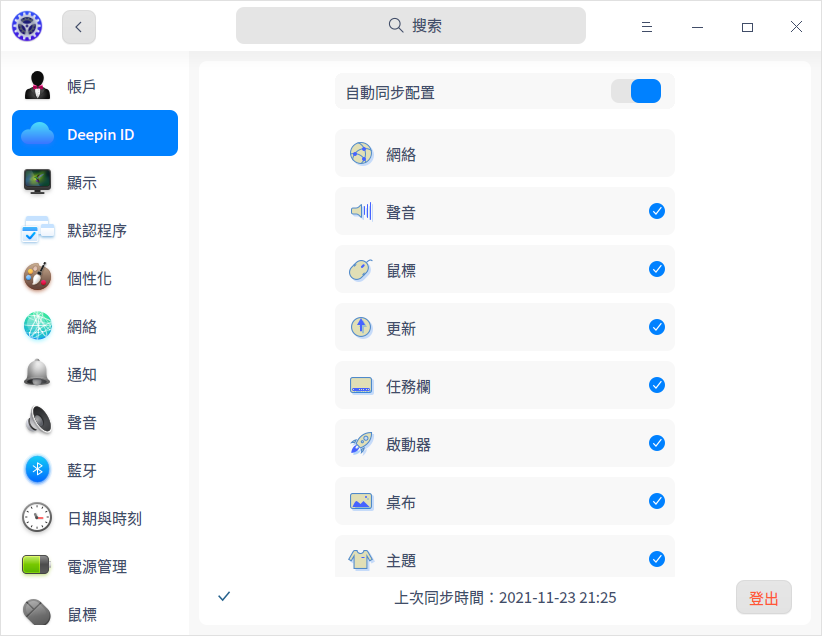 搜索
帳戶
Deepin ID
顯示
默認程序
個性化
網絡
通知
聲音
藍牙
日期與時刻
電源管理
鼠標
自動同步配置
網絡
聲音
鼠標
更新
任務欄
啟動器
桌布
主題
上次同步時間：2021-11-23 21:25
登出